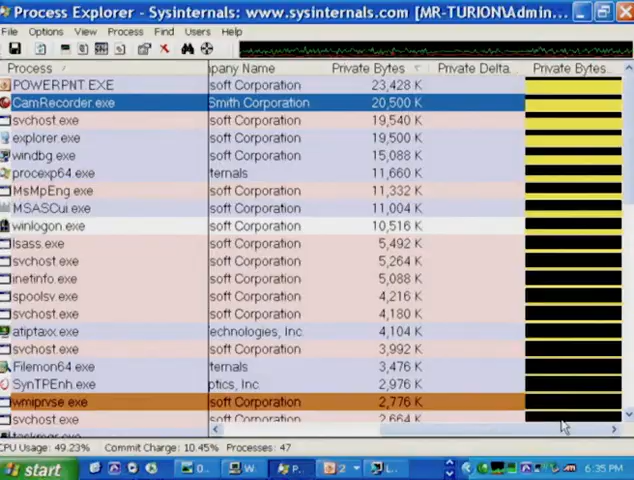 Process Explorer - Sysinternals: www.sysinternals.com [MR-TURION\Admin...
File Options View Process Find Users Help
Process pany Name Private Bytes Private Delta Private Bytes...
POWERPNT.EXE soft Corporation 23,428 K
CamRecorder.exe Smith Corporation 20,500 K
svchost.exe soft Corporation 19,540 K
explorer.exe soft Corporation 19,500 K
windbg.exe soft Corporation 15,088 K
procexp64.exe ternals 11,660 K
MsMpEng.exe soft Corporation 11,332 K
MSASCui.exe soft Corporation 11,004 K
winlogon.exe soft Corporation 10,516 K
lsass.exe soft Corporation 5,492 K
svchost.exe soft Corporation 5,264 K
inetinfo.exe soft Corporation 5,088 K
spoolsv.exe soft Corporation 4,216 K
svchost.exe soft Corporation 4,180 K
atiptaxx.exe echnologies, Inc. 4,104 K
svchost.exe soft Corporation 3,992 K
Filemon64.exe ternals 3,476 K
SynTPEnh.exe ptics, Inc 2,976 K
wmiprvse.exe soft Corporation 2,776 K
svchost.exe soft Corporation 2,664 K
taskmgr.exe
CPU Usage: 49.23% Commit Charge: 10.45% Processes: 47
start 0... W... P... 2 L... 6:35 PM